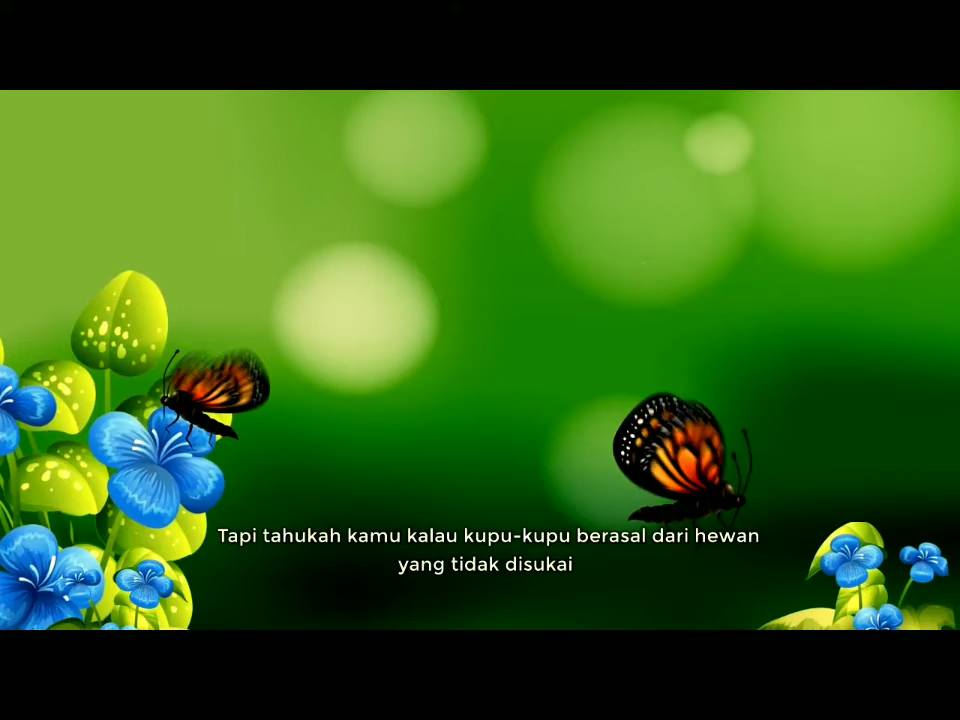 Tapi tahukah kamu kalau kupu-kupu berasal dari hewan
yang tidak disukai